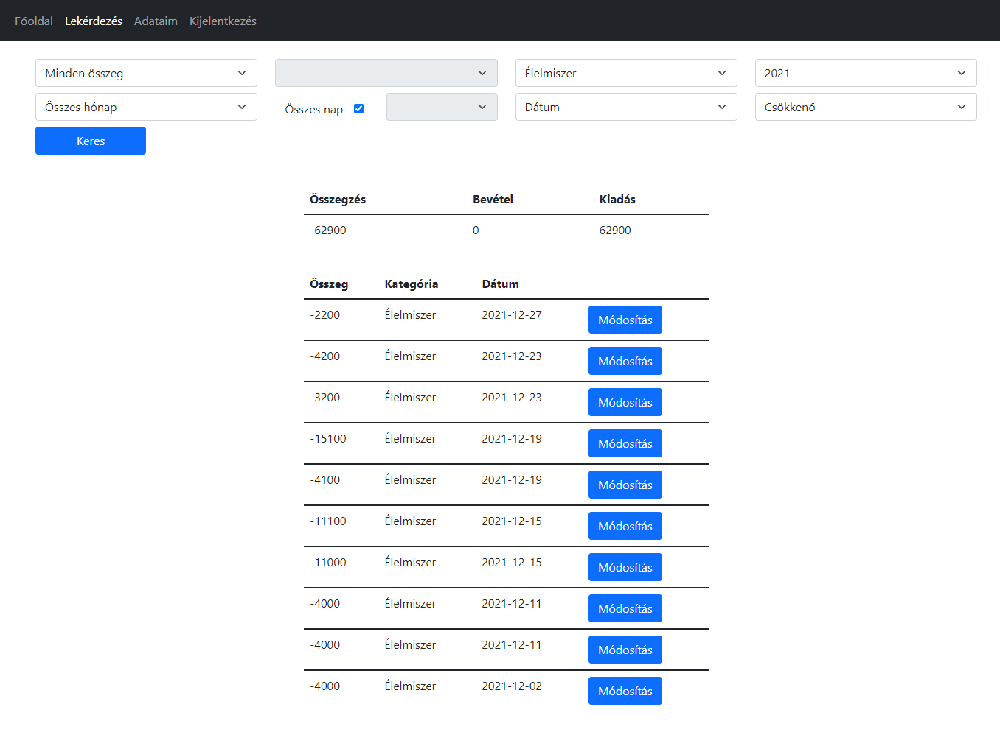 Főoldal Lekérdezés Adataim Kijelentkezés
Minden összeg Élelmiszer 2021
Összes hónap Összes nap Dátum Csökkenő
Keres
Összegzés Bevétel Kiadás
-62900 0 62900
Összeg Kategória Dátum
-2200 Élelmiszer 2021-12-27 Módosítás
-4200 Élelmiszer 2021-12-23 Módosítás
-3200 Élelmiszer 2021-12-23 Módosítás
-15100 Élelmiszer 2021-12-19 Módosítás
-4100 Élelmiszer 2021-12-19 Módosítás
-11100 Élelmiszer 2021-12-15 Módosítás
-11000 Élelmiszer 2021-12-15 Módosítás
-4000 Élelmiszer 2021-12-11 Módosítás
-4000 Élelmiszer 2021-12-11 Módosítás
-4000 Élelmiszer 2021-12-02 Módosítás